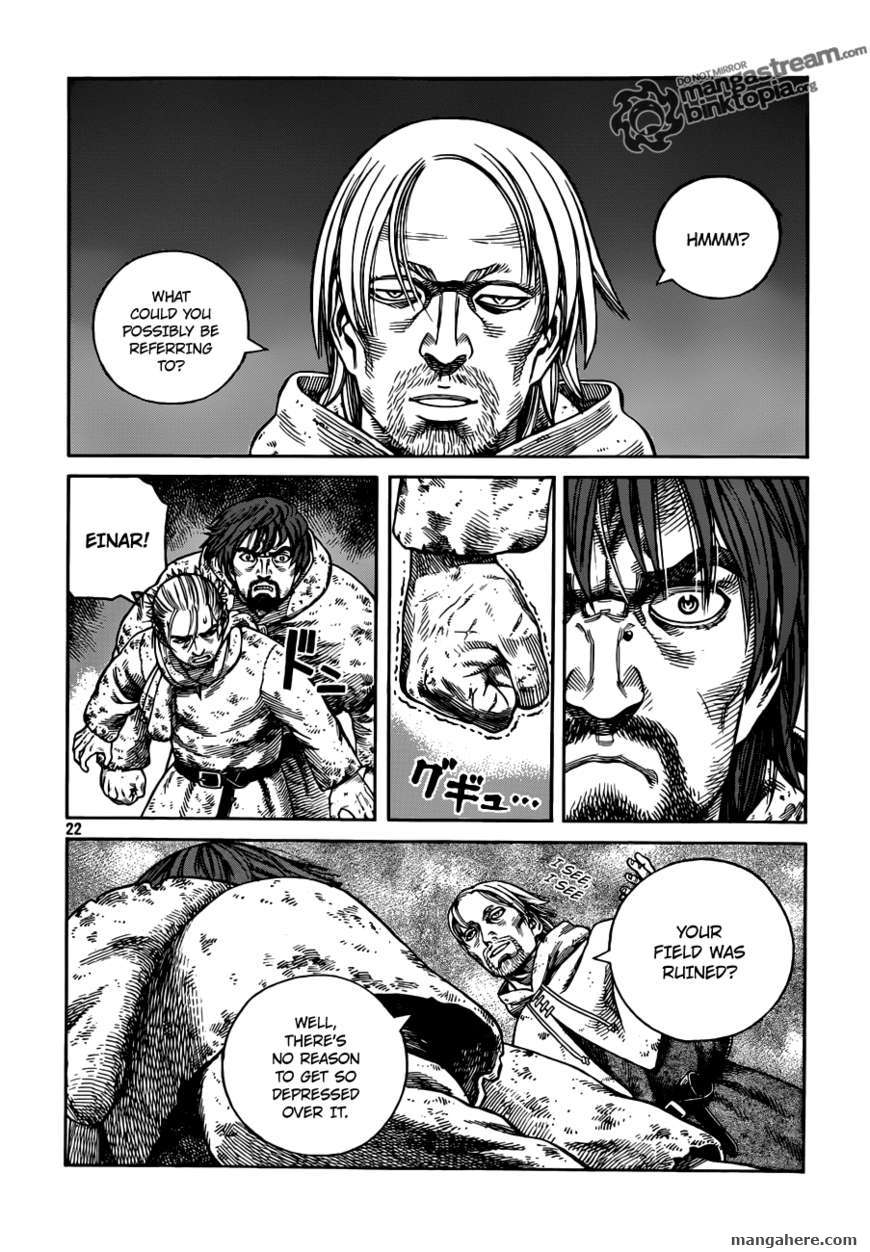 DO NOT MIRROR
mangastream.com
binktopia.org
HMMM?
WHAT
COULD YOU
POSSIBLY BE
REFERRING
TO?
グギュ…
EINAR!
ドン
22
I SEE,
I SEE
YOUR
FIELD WAS
RUINED?
WELL,
THERE'S
NO REASON
TO GET SO
DEPRESSED
OVER IT.
mangahere.com